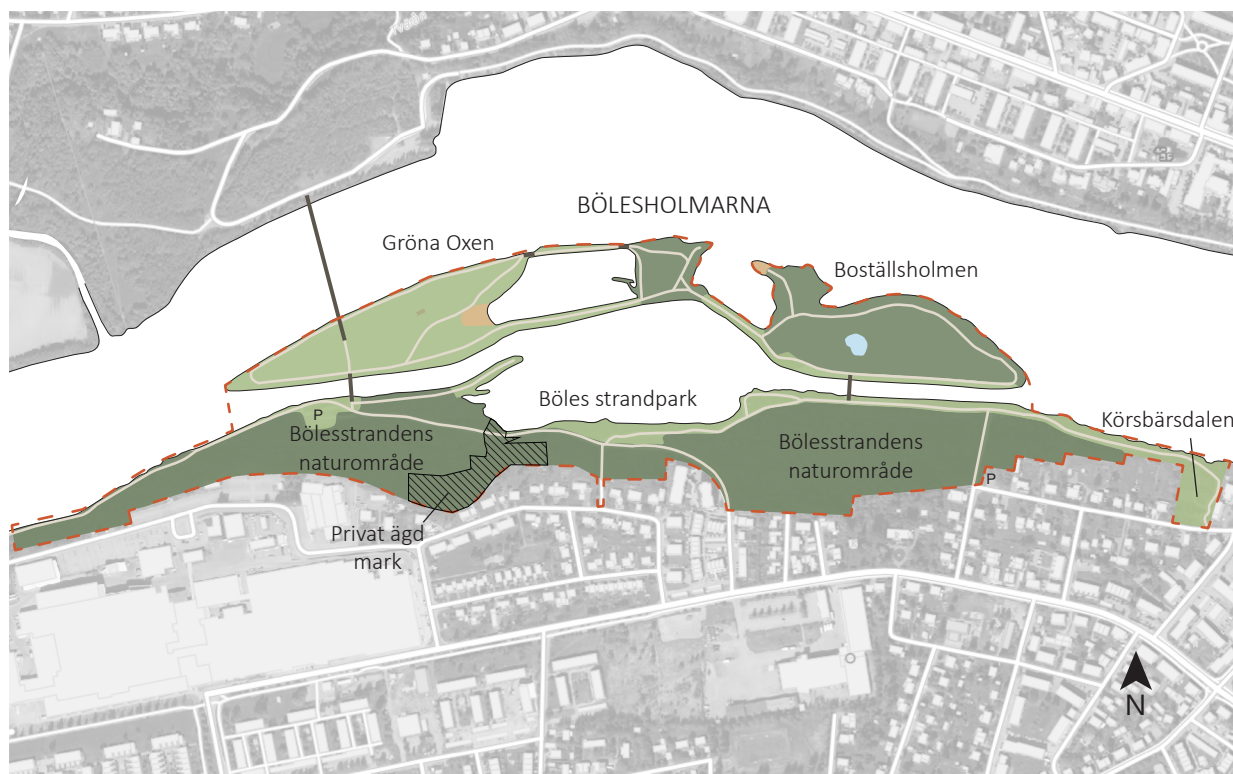 BÖLESHOLMARNA
Gröna Oxen
Boställsholmen
Böles strandpark
Körsbärsdalen
P
Bölesstrandens
naturområde
Bölesstrandens
naturområde
P
Privat ägd
mark
N